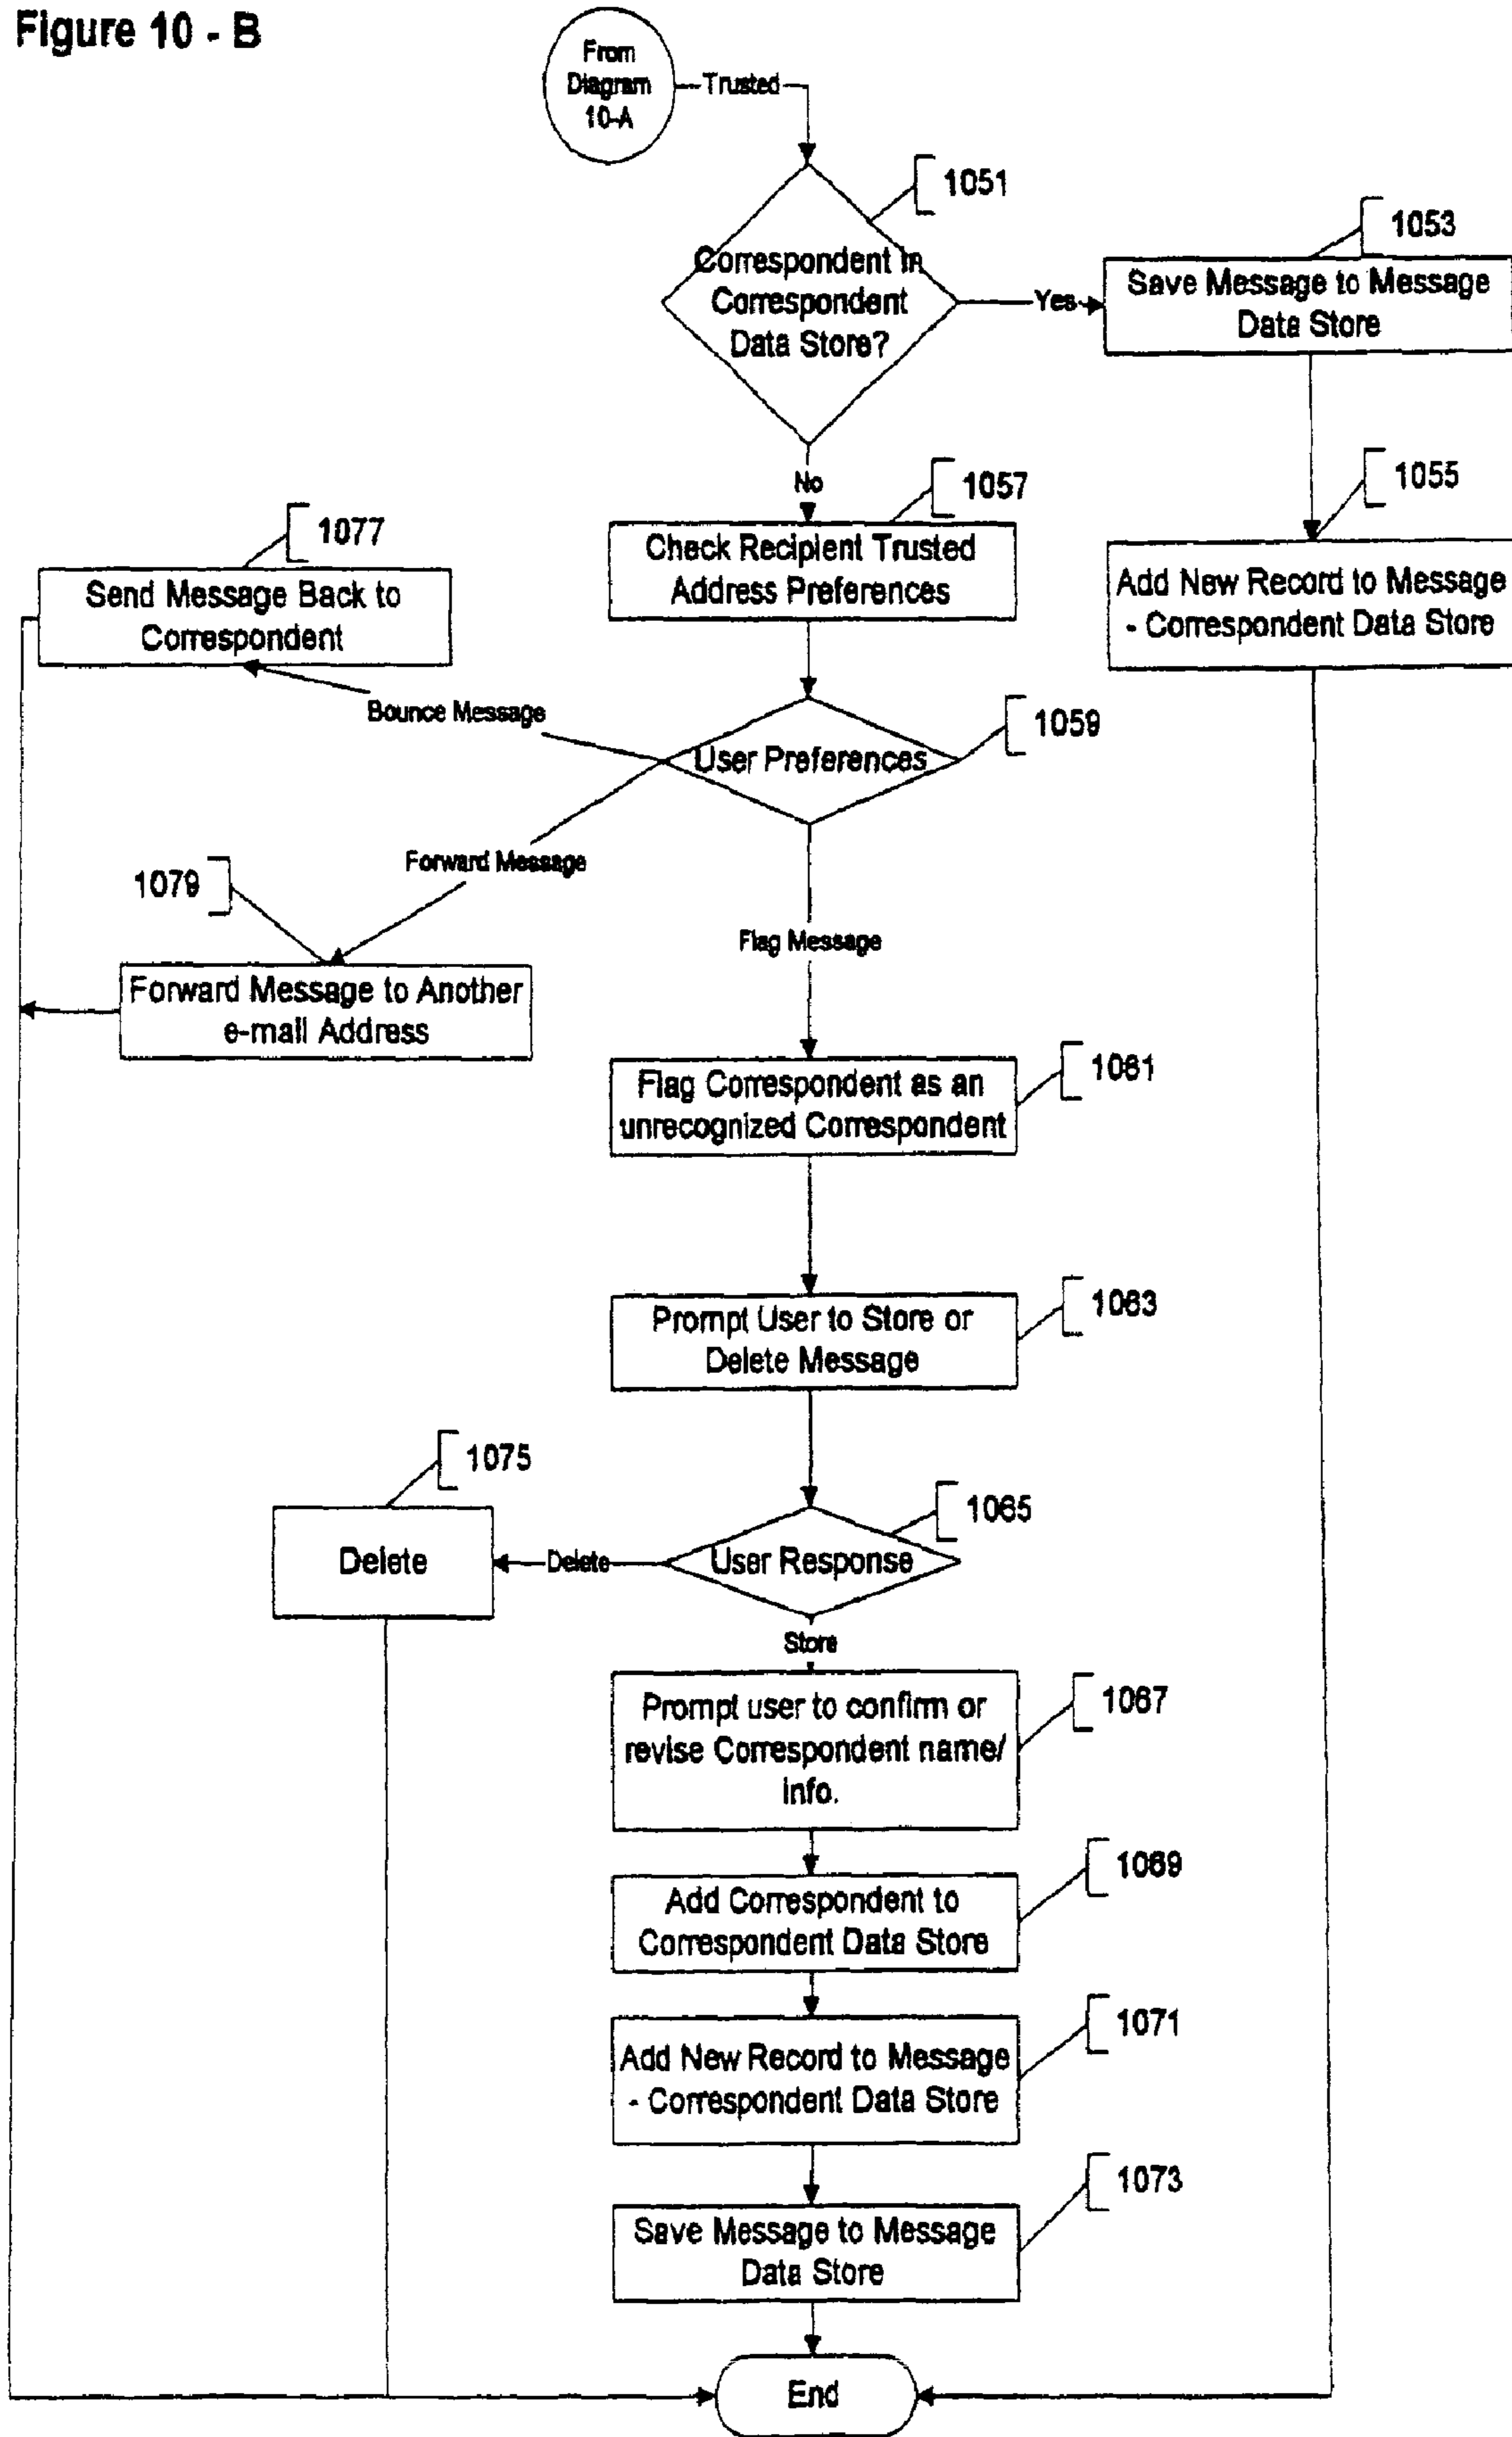 Figure 10 - B
From
Diagram
10-A
Trusted
1051
Correspondent in
Correspondent
Data Store?
Yes
1053
Save Message to Message
Data Store
No
1057
1055
Check Recipient Trusted
Address Preferences
Add New Record to Message
- Correspondent Data Store
1077
Send Message Back to
Correspondent
Bounce Message
1059
User Preferences
Forward Message
1079
Forward Message to Another
e-mail Address
Flag Message
1061
Flag Correspondent as an
unrecognized Correspondent
1063
Prompt User to Store or
Delete Message
1075
Delete
Delete
1065
User Response
Store
1067
Prompt user to confirm or
revise Correspondent name/
info.
1069
Add Correspondent to
Correspondent Data Store
1071
Add New Record to Message
- Correspondent Data Store
1073
Save Message to Message
Data Store
End